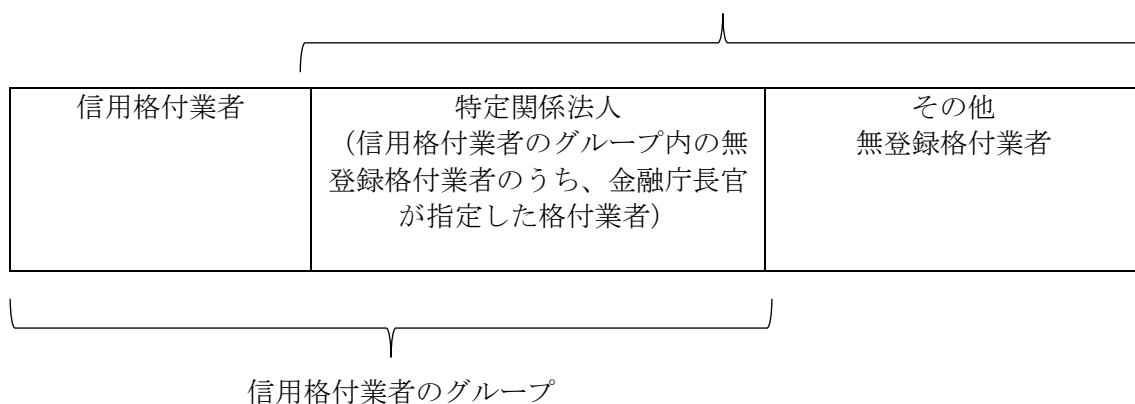 信用格付業者
特定関係法人
（信用格付業者のグループ内の無
登録格付業者のうち、金融庁長官
が指定した格付業者）
その他
無登録格付業者
信用格付業者のグループ